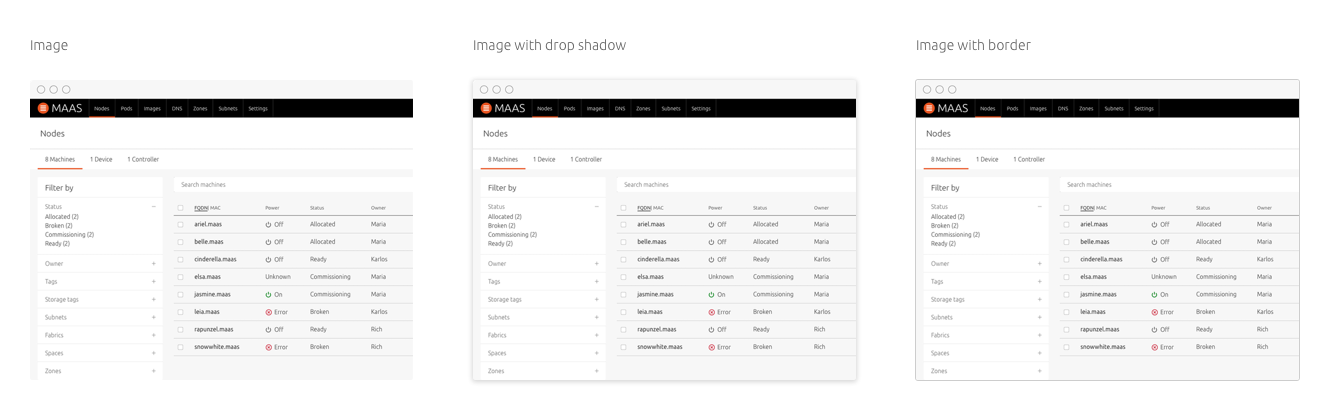 Image
MAAS Nodes Pods Images DNS Zones Subnets Settings
Nodes
8 Machines 1 Device 1 Controller
Filter by
Status −
Allocated (2)
Broken (2)
Commissioning (2)
Ready (2)
Owner +
Tags +
Storage tags +
Subnets +
Fabrics +
Spaces +
Zones +
Search machines
FQDN| MAC Power Status Owner
ariel.maas Off Allocated Maria
belle.maas Off Allocated Maria
cinderella.maas Off Ready Karlos
elsa.maas Unknown Commissioning Maria
jasmine.maas On Commissioning Maria
leia.maas Error Broken Karlos
rapunzel.maas Off Ready Rich
snowwhite.maas Error Broken Rich
Image with drop shadow
MAAS Nodes Pods Images DNS Zones Subnets Settings
Nodes
8 Machines 1 Device 1 Controller
Filter by
Status −
Allocated (2)
Broken (2)
Commissioning (2)
Ready (2)
Owner +
Tags +
Storage tags +
Subnets +
Fabrics +
Spaces +
Zones +
Search machines
FQDN| MAC Power Status Owner
ariel.maas Off Allocated Maria
belle.maas Off Allocated Maria
cinderella.maas Off Ready Karlos
elsa.maas Unknown Commissioning Maria
jasmine.maas On Commissioning Maria
leia.maas Error Broken Karlos
rapunzel.maas Off Ready Rich
snowwhite.maas Error Broken Rich
Image with border
MAAS Nodes Pods Images DNS Zones Subnets Settings
Nodes
8 Machines 1 Device 1 Controller
Filter by
Status −
Allocated (2)
Broken (2)
Commissioning (2)
Ready (2)
Owner +
Tags +
Storage tags +
Subnets +
Fabrics +
Spaces +
Zones +
Search machines
FQDN| MAC Power Status Owner
ariel.maas Off Allocated Maria
belle.maas Off Allocated Maria
cinderella.maas Off Ready Karlos
elsa.maas Unknown Commissioning Maria
jasmine.maas On Commissioning Maria
leia.maas Error Broken Karlos
rapunzel.maas Off Ready Rich
snowwhite.maas Error Broken Rich